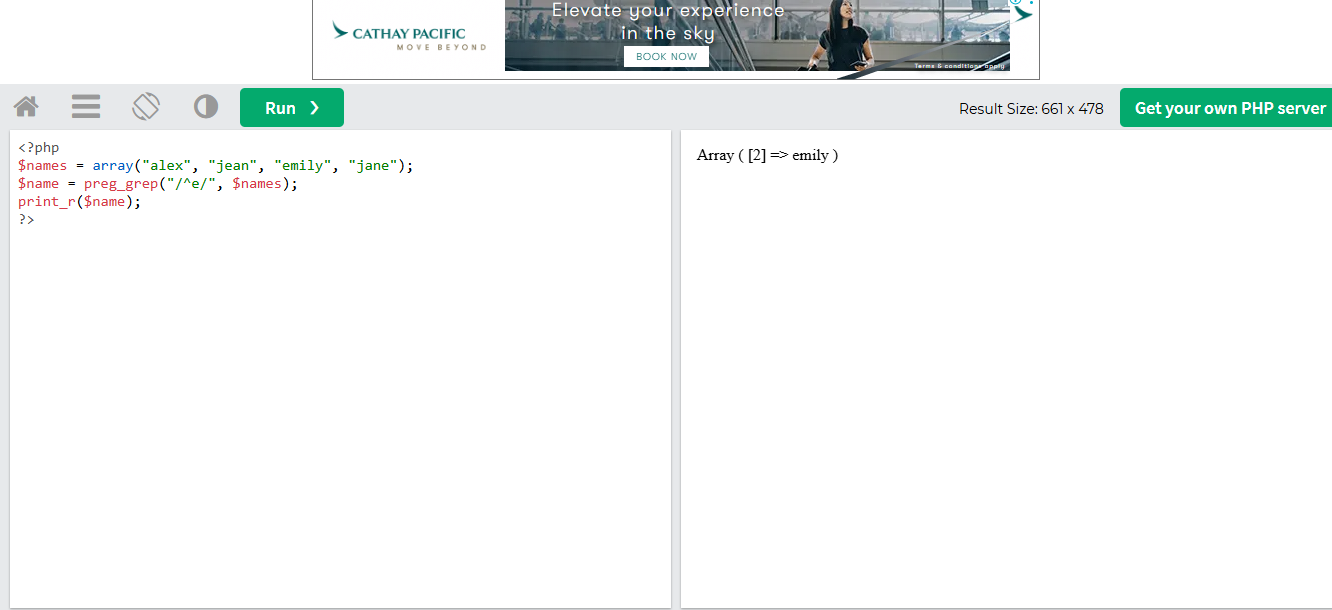 Elevate your experience
in the sky
CATHAY PACIFIC
MOVE BEYOND
BOOK NOW
Terms & conditions apply
Run ❯
Result Size: 661 x 478
Get your own PHP server
<?php
$names = array("alex", "jean", "emily", "jane");
$name = preg_grep("/^e/", $names);
print_r($name);
?>
Array ( [2] => emily )